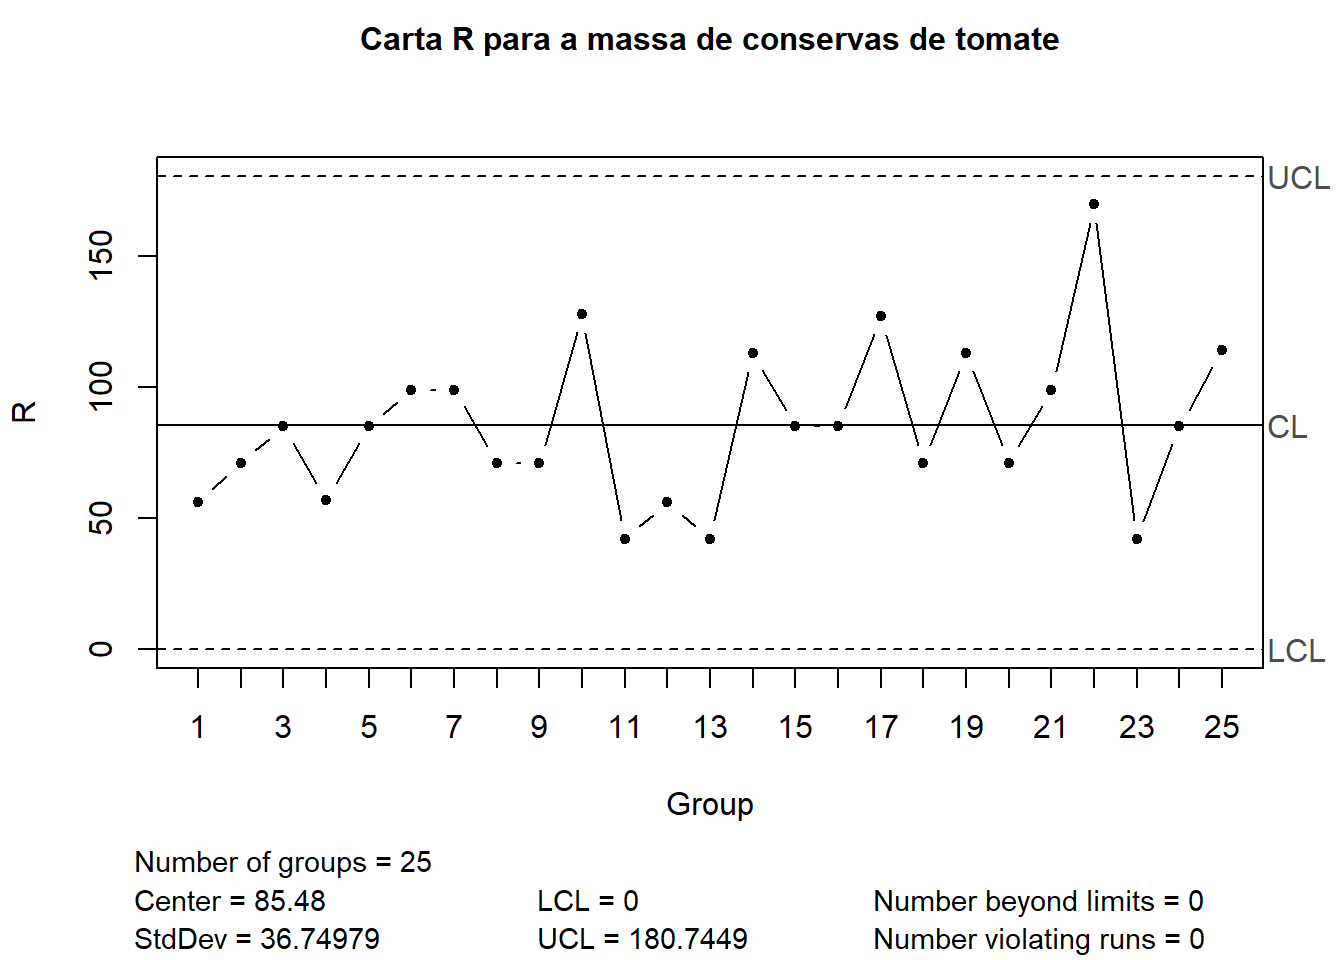 Carta R para a massa de conservas de tomate
UCL
150
100
R
CL
50
0
LCL
1 3 5 7 9 11 13 15 17 19 21 23 25
Group
Number of groups = 25
Center = 85.48 LCL = 0 Number beyond limits = 0
StdDev = 36.74979 UCL = 180.7449 Number violating runs = 0